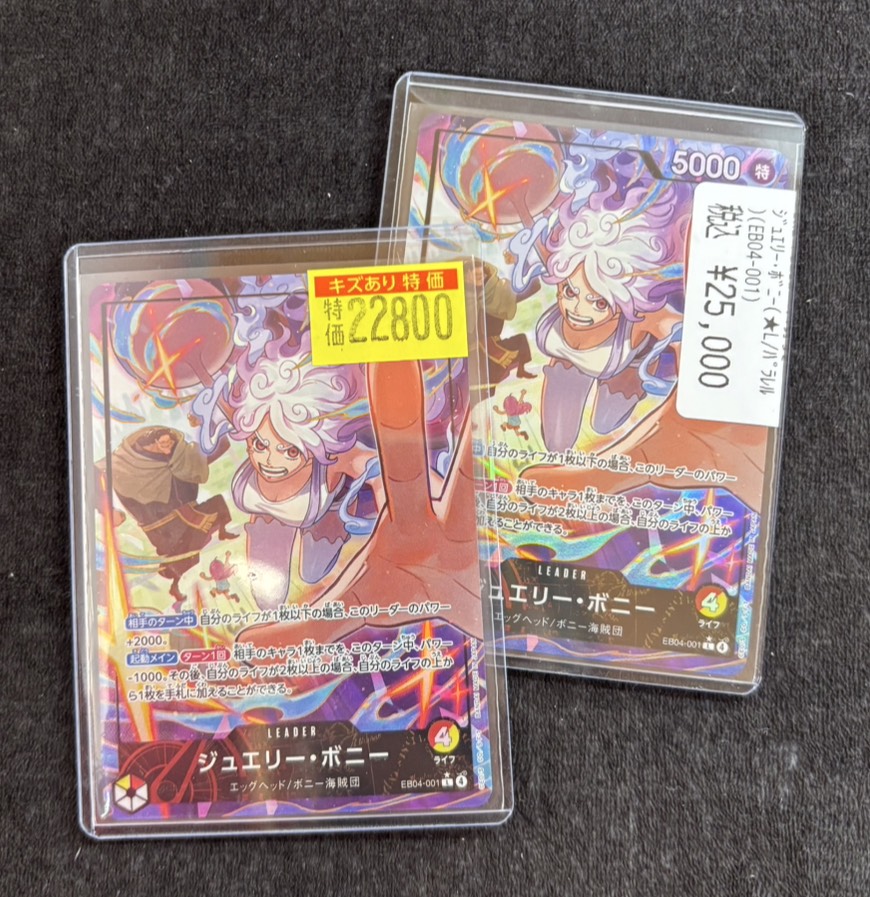 キズあり特価
特価 22800
相手のターン中 自分のライフが1枚以下の場合、このリーダーのパワー
+2000。
起動メイン ターン1回 相手のキャラ1枚までを、このターン中、パワー
-1000。その後、自分のライフが2枚以上の場合、自分のライフの上か
ら1枚を手札に加えることができる。
LEADER
4
ジュエリー・ボニー
ライフ
エッグヘッド/ボニー海賊団
EB04-001 L 4
5000 特
ジュエリー・ボニー(★L/パラレル
)(EB04-001)
税込 ¥25,000
自分のライフが1枚以下の場合、このリーダーのパワー
1回 相手のキャラ1枚までを、このターン中、パワー
、自分のライフが2枚以上の場合、自分のライフの上か
加えることができる。
LEADER
4
ュエリー・ボニー
ライフ
エッグヘッド/ボニー海賊団
EB04-001 L 4